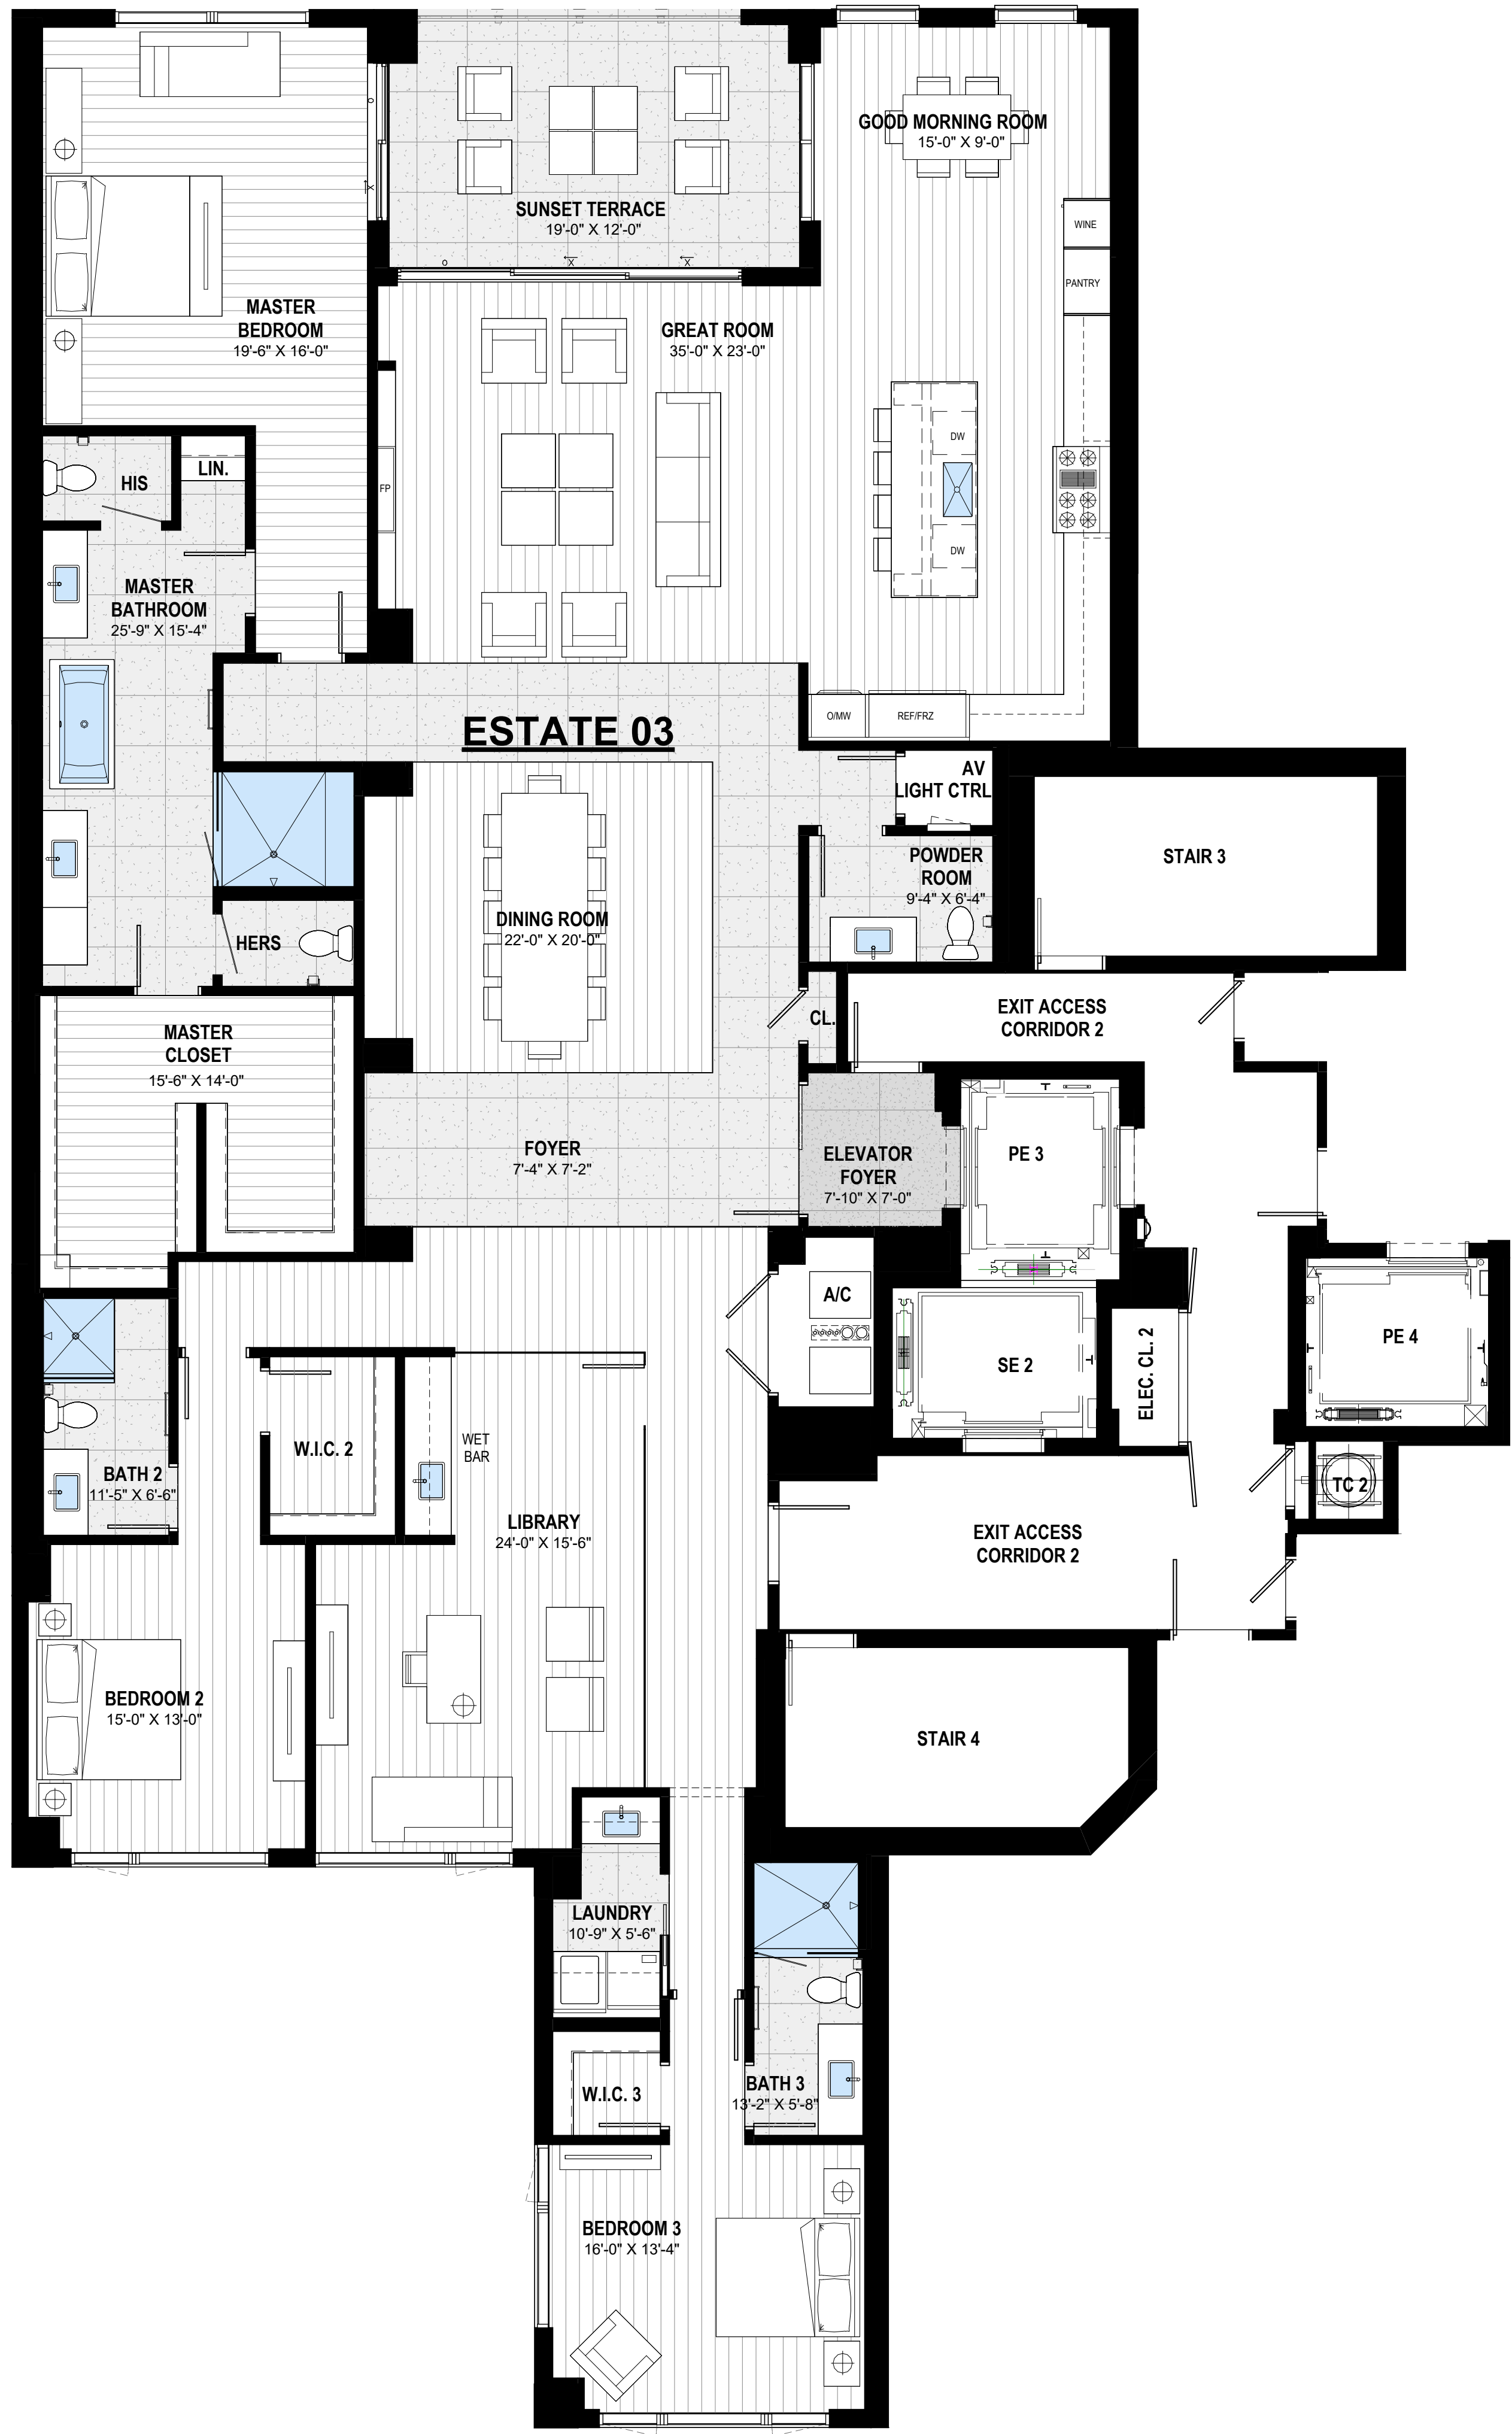 GOOD MORNING ROOM
15'-0" X 9'-0"
SUNSET TERRACE
19'-0" X 12'-0"
O
X
O
X
X
WINE
PANTRY
MASTER
BEDROOM
19'-6" X 16'-0"
GREAT ROOM
35'-0" X 23'-0"
HIS
LIN.
FP
DW
DW
MASTER
BATHROOM
25'-9" X 15'-4"
ESTATE 03
O/MW
REF/FRZ
AV
LIGHT CTRL
POWDER
ROOM
9'-4" X 6'-4"
STAIR 3
DINING ROOM
22'-0" X 20'-0"
HERS
CL.
EXIT ACCESS
CORRIDOR 2
MASTER
CLOSET
15'-6" X 14'-0"
FOYER
7'-4" X 7'-2"
ELEVATOR
FOYER
7'-10" X 7'-0"
PE 3
A/C
SE 2
ELEC. CL. 2
PE 4
W.I.C. 2
WET
BAR
BATH 2
11'-5" X 6'-6"
TC 2
LIBRARY
24'-0" X 15'-6"
EXIT ACCESS
CORRIDOR 2
BEDROOM 2
15'-0" X 13'-0"
STAIR 4
LAUNDRY
10'-9" X 5'-6"
W.I.C. 3
BATH 3
13'-2" X 5'-8"
BEDROOM 3
16'-0" X 13'-4"